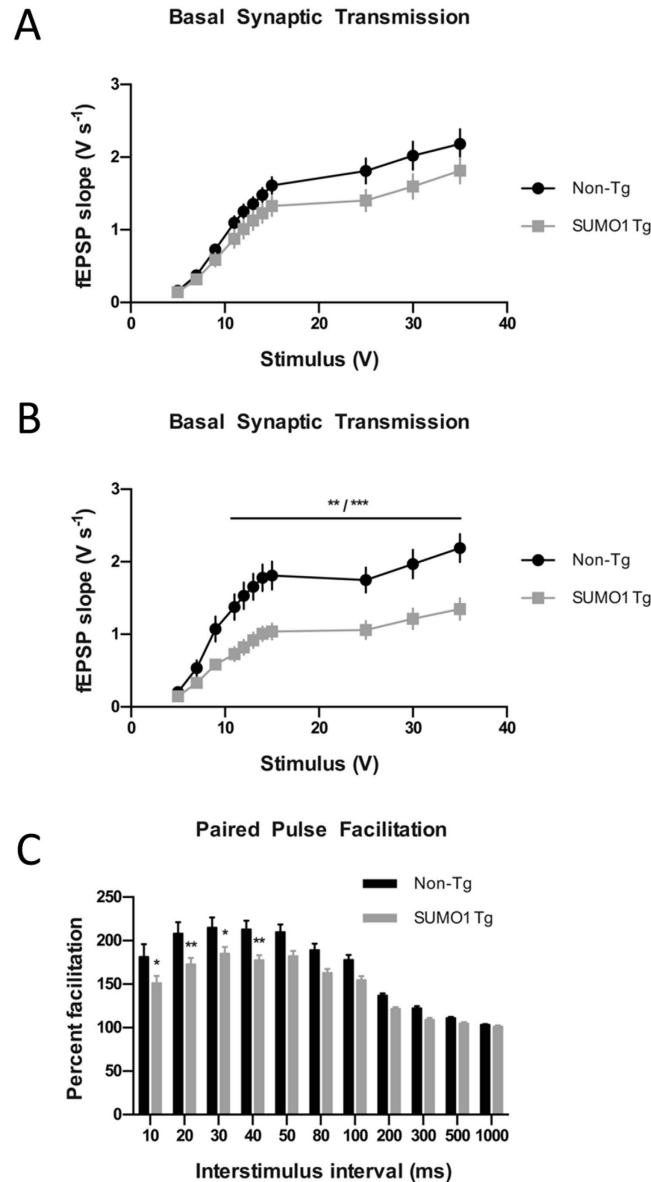 A
Basal Synaptic Transmission
3
2
1
0
fEPSP slope (V s-1)
0 10 20 30 40
Stimulus (V)
Non-Tg
SUMO1 Tg
B
Basal Synaptic Transmission
** / ***
3
2
1
0
fEPSP slope (V s-1)
0 10 20 30 40
Stimulus (V)
Non-Tg
SUMO1 Tg
Paired Pulse Facilitation
C
Non-Tg
SUMO1 Tg
250
200
150
100
50
0
Percent facilitation
* ** * **
10 20 30 40 50 80 100 200 300 500 1000
Interstimulus interval (ms)